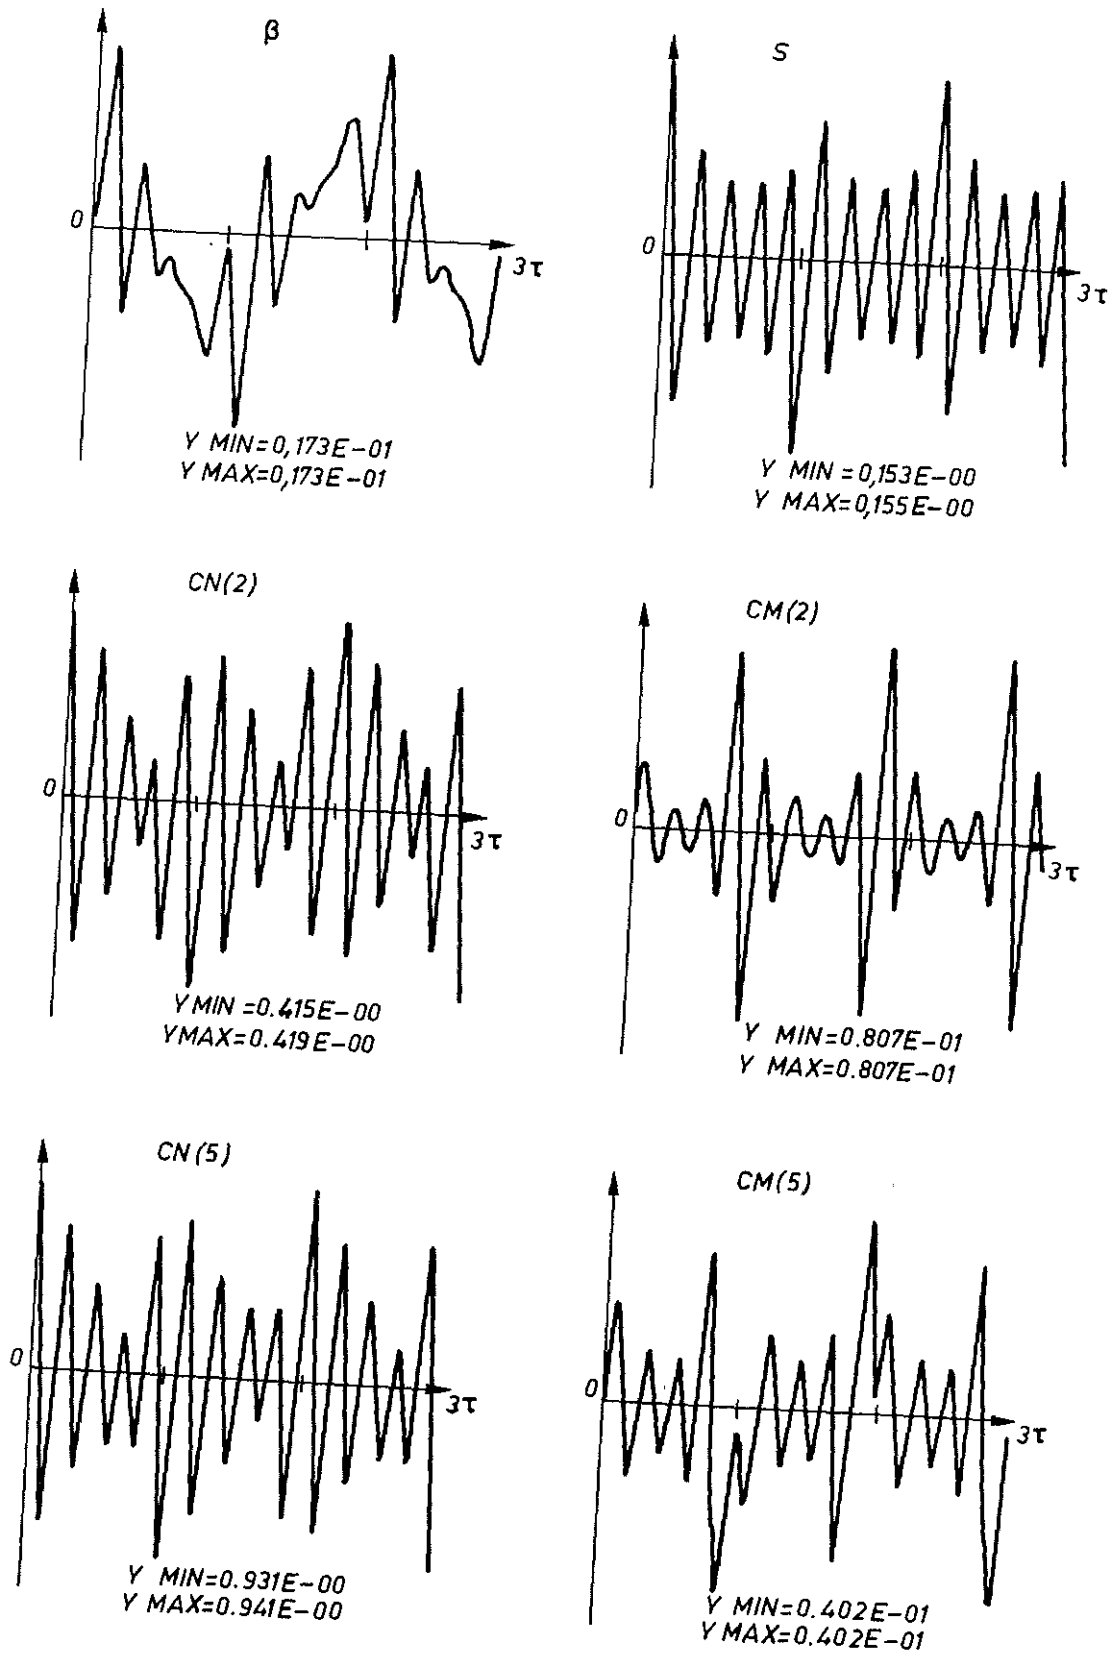 β
0
3τ
Y MIN=0,173E-01
Y MAX=0,173E-01
S
0
3τ
Y MIN=0,153E-00
Y MAX=0,155E-00
CN(2)
0
3τ
Y MIN=0.415E-00
Y MAX=0.419E-00
CM(2)
0
3τ
Y MIN=0.807E-01
Y MAX=0.807E-01
CN(5)
0
3τ
Y MIN=0.931E-00
Y MAX=0.941E-00
CM(5)
0
3τ
Y MIN=0.402E-01
Y MAX=0.402E-01